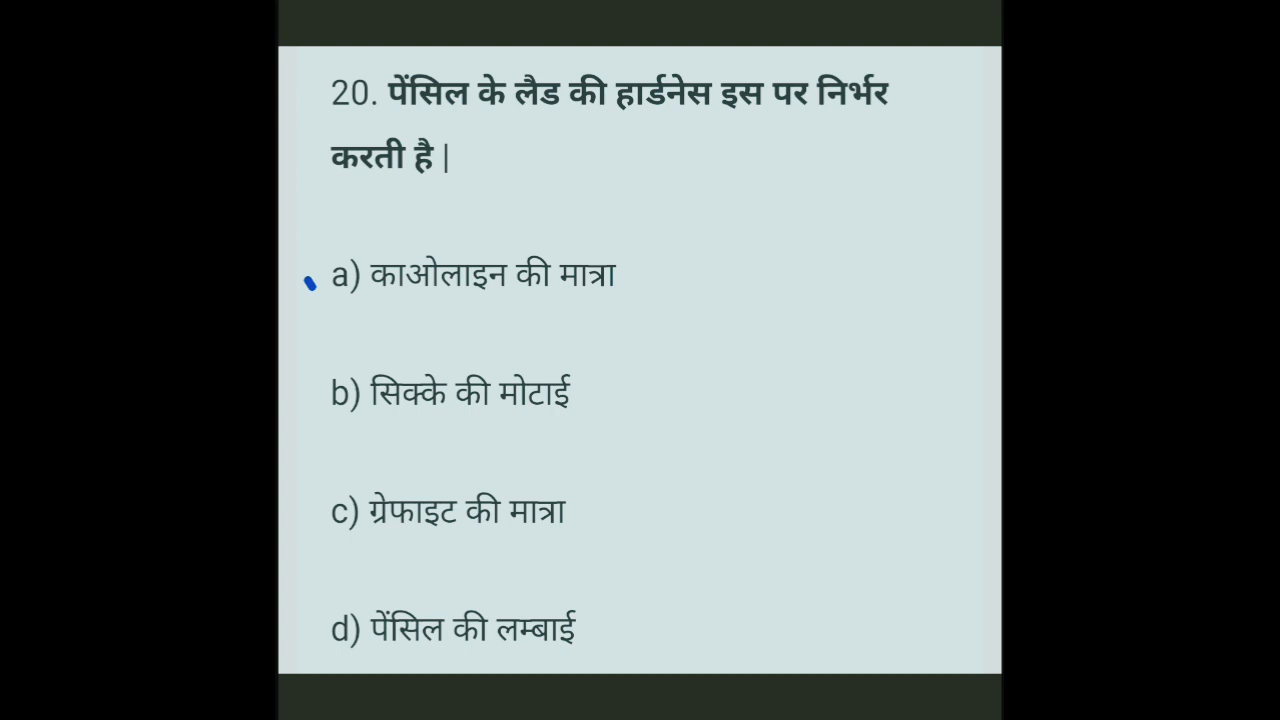 20. पेंसिल के लैड की हार्डनेस इस पर निर्भर
करती है |
a) काओलाइन की मात्रा
b) सिक्के की मोटाई
c) ग्रेफाइट की मात्रा
d) पेंसिल की लम्बाई